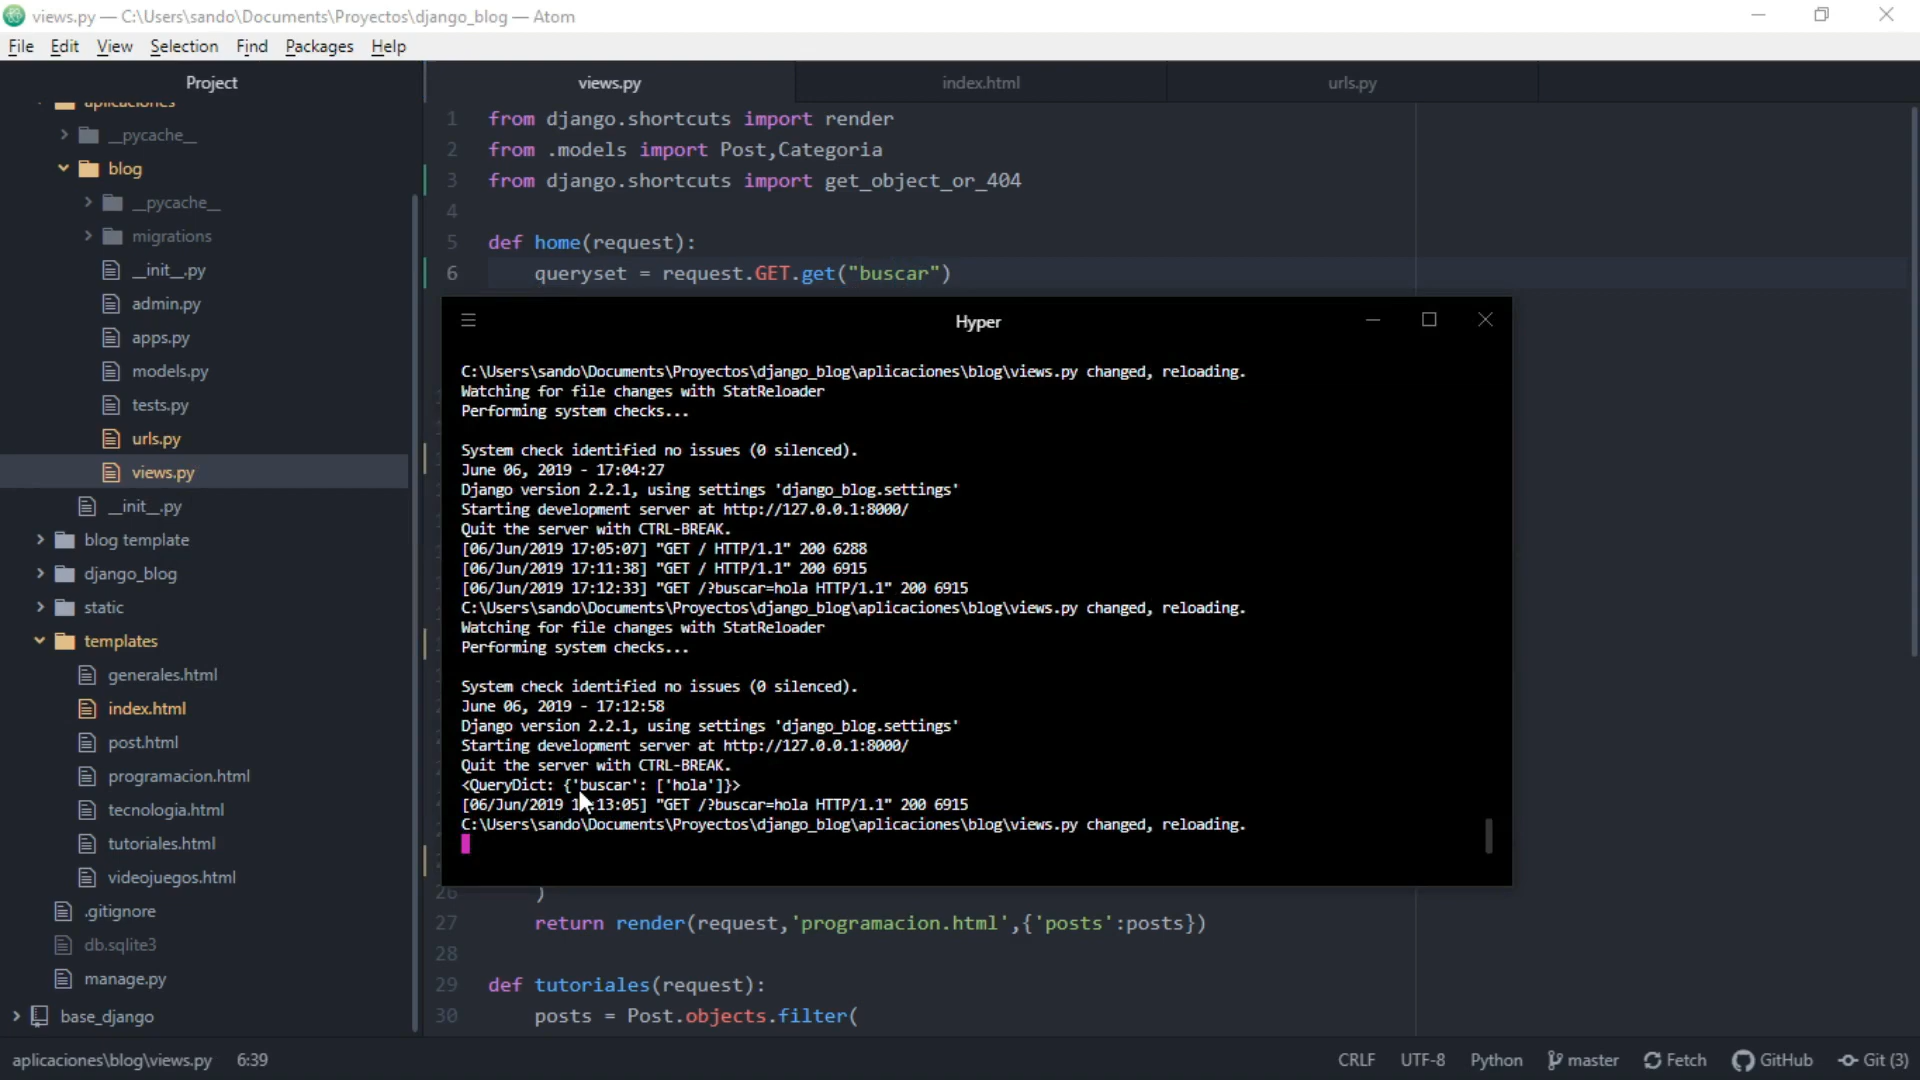 views.py — C:\Users\sando\Documents\Proyectos\django_blog — Atom
File Edit View Selection Find Packages Help
Project
aplicaciones
__pycache__
blog
__pycache__
migrations
__init__.py
admin.py
apps.py
models.py
tests.py
urls.py
views.py
__init__.py
blog template
django_blog
static
templates
generales.html
index.html
post.html
programacion.html
tecnologia.html
tutoriales.html
videojuegos.html
.gitignore
db.sqlite3
manage.py
base_django
views.py index.html urls.py
1 from django.shortcuts import render
2 from .models import Post,Categoria
3 from django.shortcuts import get_object_or_404
4
5 def home(request):
6 queryset = request.GET.get("buscar")
Hyper
C:\Users\sando\Documents\Proyectos\django_blog\aplicaciones\blog\views.py changed, reloading.
Watching for file changes with StatReloader
Performing system checks...
System check identified no issues (0 silenced).
June 06, 2019 - 17:04:27
Django version 2.2.1, using settings 'django_blog.settings'
Starting development server at http://127.0.0.1:8000/
Quit the server with CTRL-BREAK.
[06/Jun/2019 17:05:07] "GET / HTTP/1.1" 200 6288
[06/Jun/2019 17:11:38] "GET / HTTP/1.1" 200 6915
[06/Jun/2019 17:12:33] "GET /?buscar=hola HTTP/1.1" 200 6915
C:\Users\sando\Documents\Proyectos\django_blog\aplicaciones\blog\views.py changed, reloading.
Watching for file changes with StatReloader
Performing system checks...
System check identified no issues (0 silenced).
June 06, 2019 - 17:12:58
Django version 2.2.1, using settings 'django_blog.settings'
Starting development server at http://127.0.0.1:8000/
Quit the server with CTRL-BREAK.
<QueryDict: {'buscar': ['hola']}>
[06/Jun/2019 17:13:05] "GET /?buscar=hola HTTP/1.1" 200 6915
C:\Users\sando\Documents\Proyectos\django_blog\aplicaciones\blog\views.py changed, reloading.
26 )
27 return render(request,'programacion.html',{'posts':posts})
28
29 def tutoriales(request):
30 posts = Post.objects.filter(
aplicaciones\blog\views.py 6:39 CRLF UTF-8 Python master Fetch GitHub Git (3)